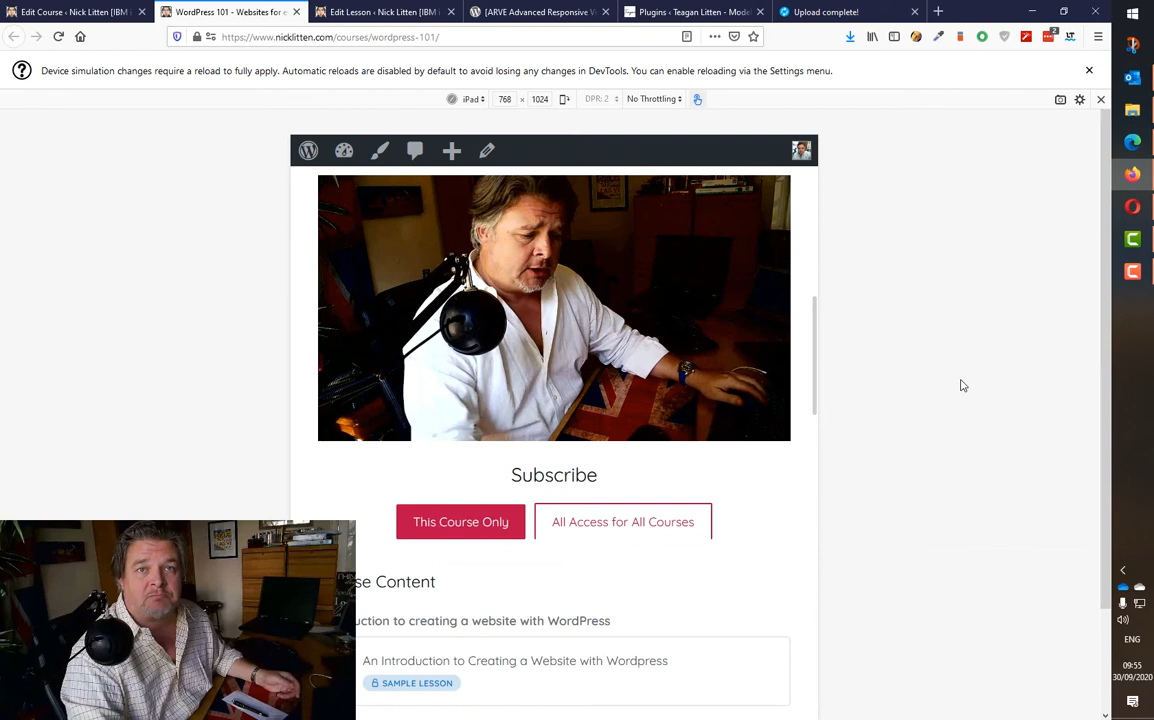 Edit Course ‹ Nick Litten [IBM i
WordPress 101 - Websites for e
Edit Lesson ‹ Nick Litten [IBM i
[ARVE Advanced Responsive Vi
Plugins ‹ Teagan Litten - Mode
Upload complete!
https://www.nicklitten.com/courses/wordpress-101/
2
Device simulation changes require a reload to fully apply. Automatic reloads are disabled by default to avoid losing any changes in DevTools. You can enable reloading via the Settings menu.
iPad
768 x 1024
DPR: 2
No Throttling
Subscribe
This Course Only
All Access for All Courses
se Content
uction to creating a website with WordPress
An Introduction to Creating a Website with Wordpress
SAMPLE LESSON
ENG
09:55
30/09/2020